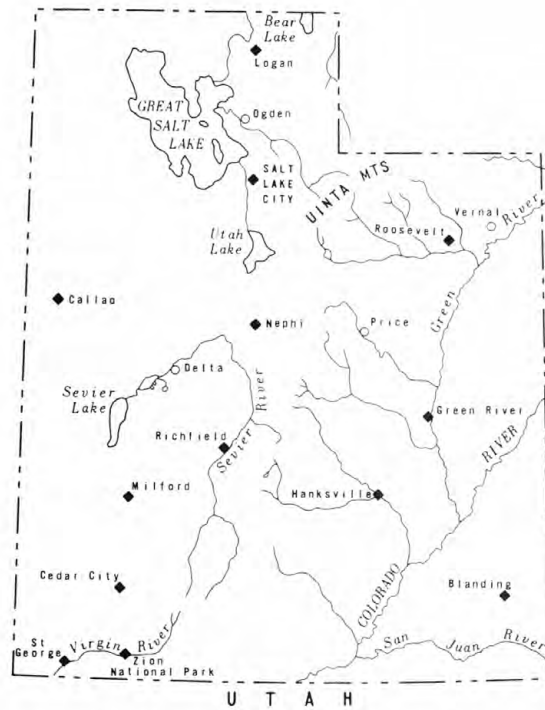 Bear
Lake
Logan
GREAT
SALT
LAKE
Ogden
SALT
LAKE
CITY
UINTA MTS
Vernal
River
Roosevelt
Utah
Lake
Green
Callao
Nephi
Price
Delta
Sevier
Lake
River
Sevier
Richfield
Green River
RIVER
Milford
Hanksville
Cedar City
COLORADO
Blanding
St
George
Virgin River
Zion
National Park
San Juan River
UTAH